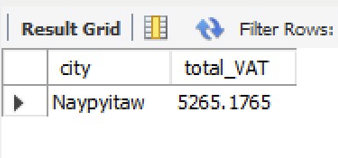 Result Grid Filter Rows:
city total_VAT
Naypyitaw 5265.1765